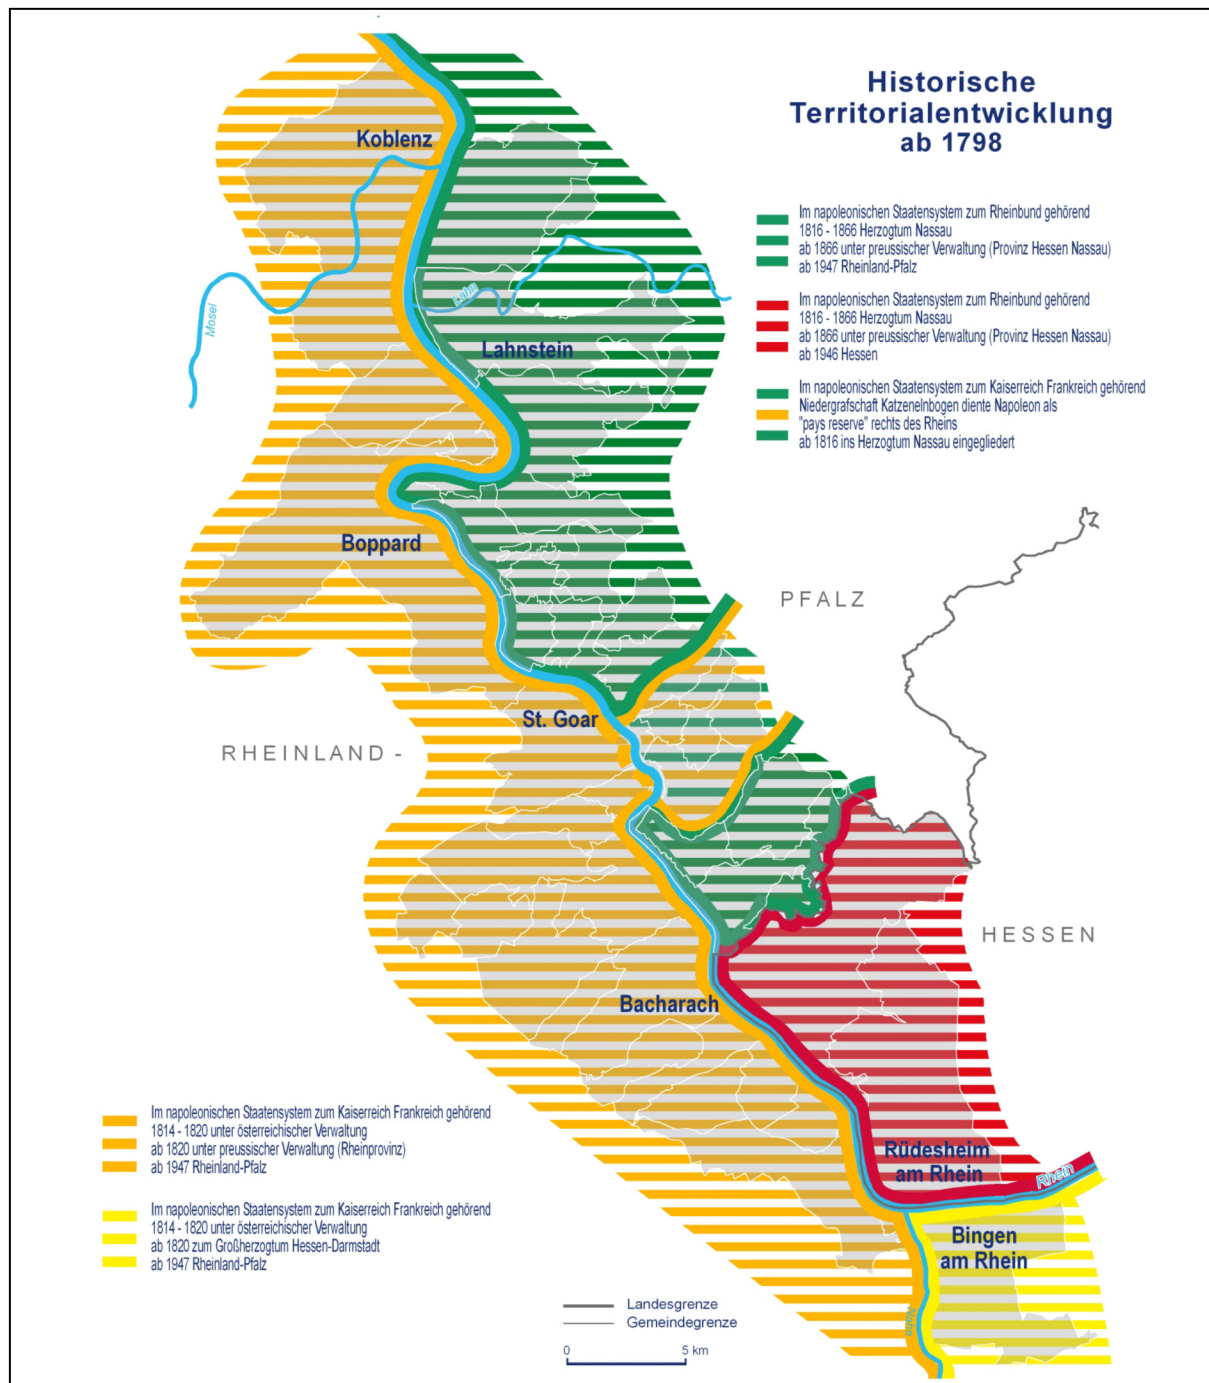 Historische
Territorialentwicklung
ab 1798
Im napoleonischen Staatensystem zum Rheinbund gehörend
1816 - 1866 Herzogtum Nassau
ab 1866 unter preussischer Verwaltung (Provinz Hessen Nassau)
ab 1947 Rheinland-Pfalz
Im napoleonischen Staatensystem zum Rheinbund gehörend
1816 - 1866 Herzogtum Nassau
ab 1866 unter preussischer Verwaltung (Provinz Hessen Nassau)
ab 1946 Hessen
Im napoleonischen Staatensystem zum Kaiserreich Frankreich gehörend
Niedergrafschaft Katzenelnbogen diente Napoleon als
"pays reserve" rechts des Rheins
ab 1816 ins Herzogtum Nassau eingegliedert
Koblenz
Mosel
Lahn
Lahnstein
Boppard
PFALZ
St. Goar
RHEINLAND -
HESSEN
Bacharach
Rüdesheim
am Rhein
Rhein
Bingen
am Rhein
Nahe
Im napoleonischen Staatensystem zum Kaiserreich Frankreich gehörend
1814 - 1820 unter österreichischer Verwaltung
ab 1820 unter preussischer Verwaltung (Rheinprovinz)
ab 1947 Rheinland-Pfalz
Im napoleonischen Staatensystem zum Kaiserreich Frankreich gehörend
1814 - 1820 unter österreichischer Verwaltung
ab 1820 zum Großherzogtum Hessen-Darmstadt
ab 1947 Rheinland-Pfalz
Landesgrenze
Gemeindegrenze
0 5 km